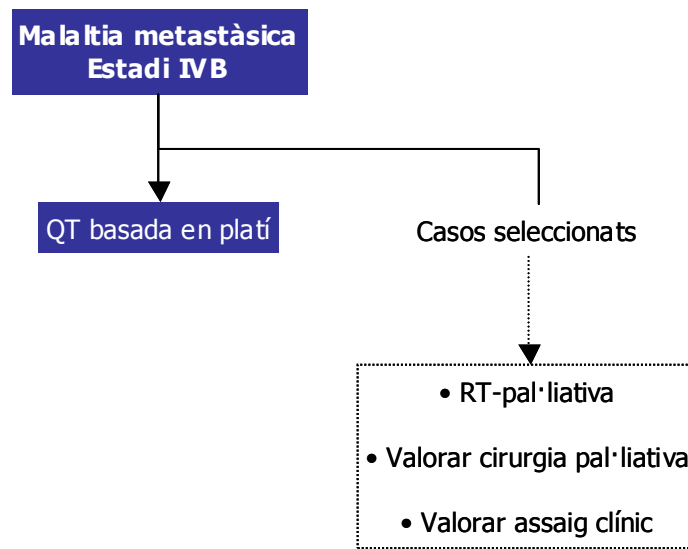 Malaltia metastàsica
Estadi IVB
QT basada en platí
Casos seleccionats
• RT-pal·liativa
• Valorar cirurgia pal·liativa
• Valorar assaig clínic